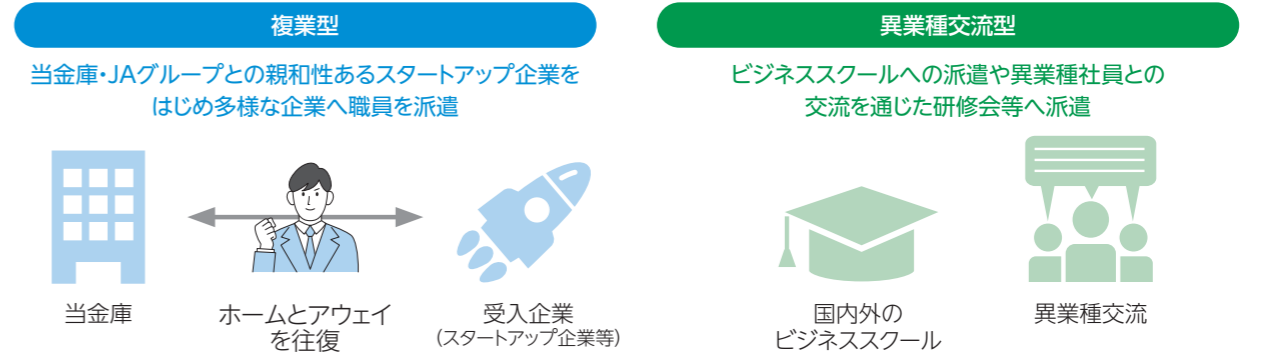 複業型
当金庫・JAグループとの親和性あるスタートアップ企業を
はじめ多様な企業へ職員を派遣
当金庫
ホームとアウェイ
を往復
受入企業
(スタートアップ企業等)
異業種交流型
ビジネススクールへの派遣や異業種社員との
交流を通じた研修会等へ派遣
国内外の
ビジネススクール
異業種交流